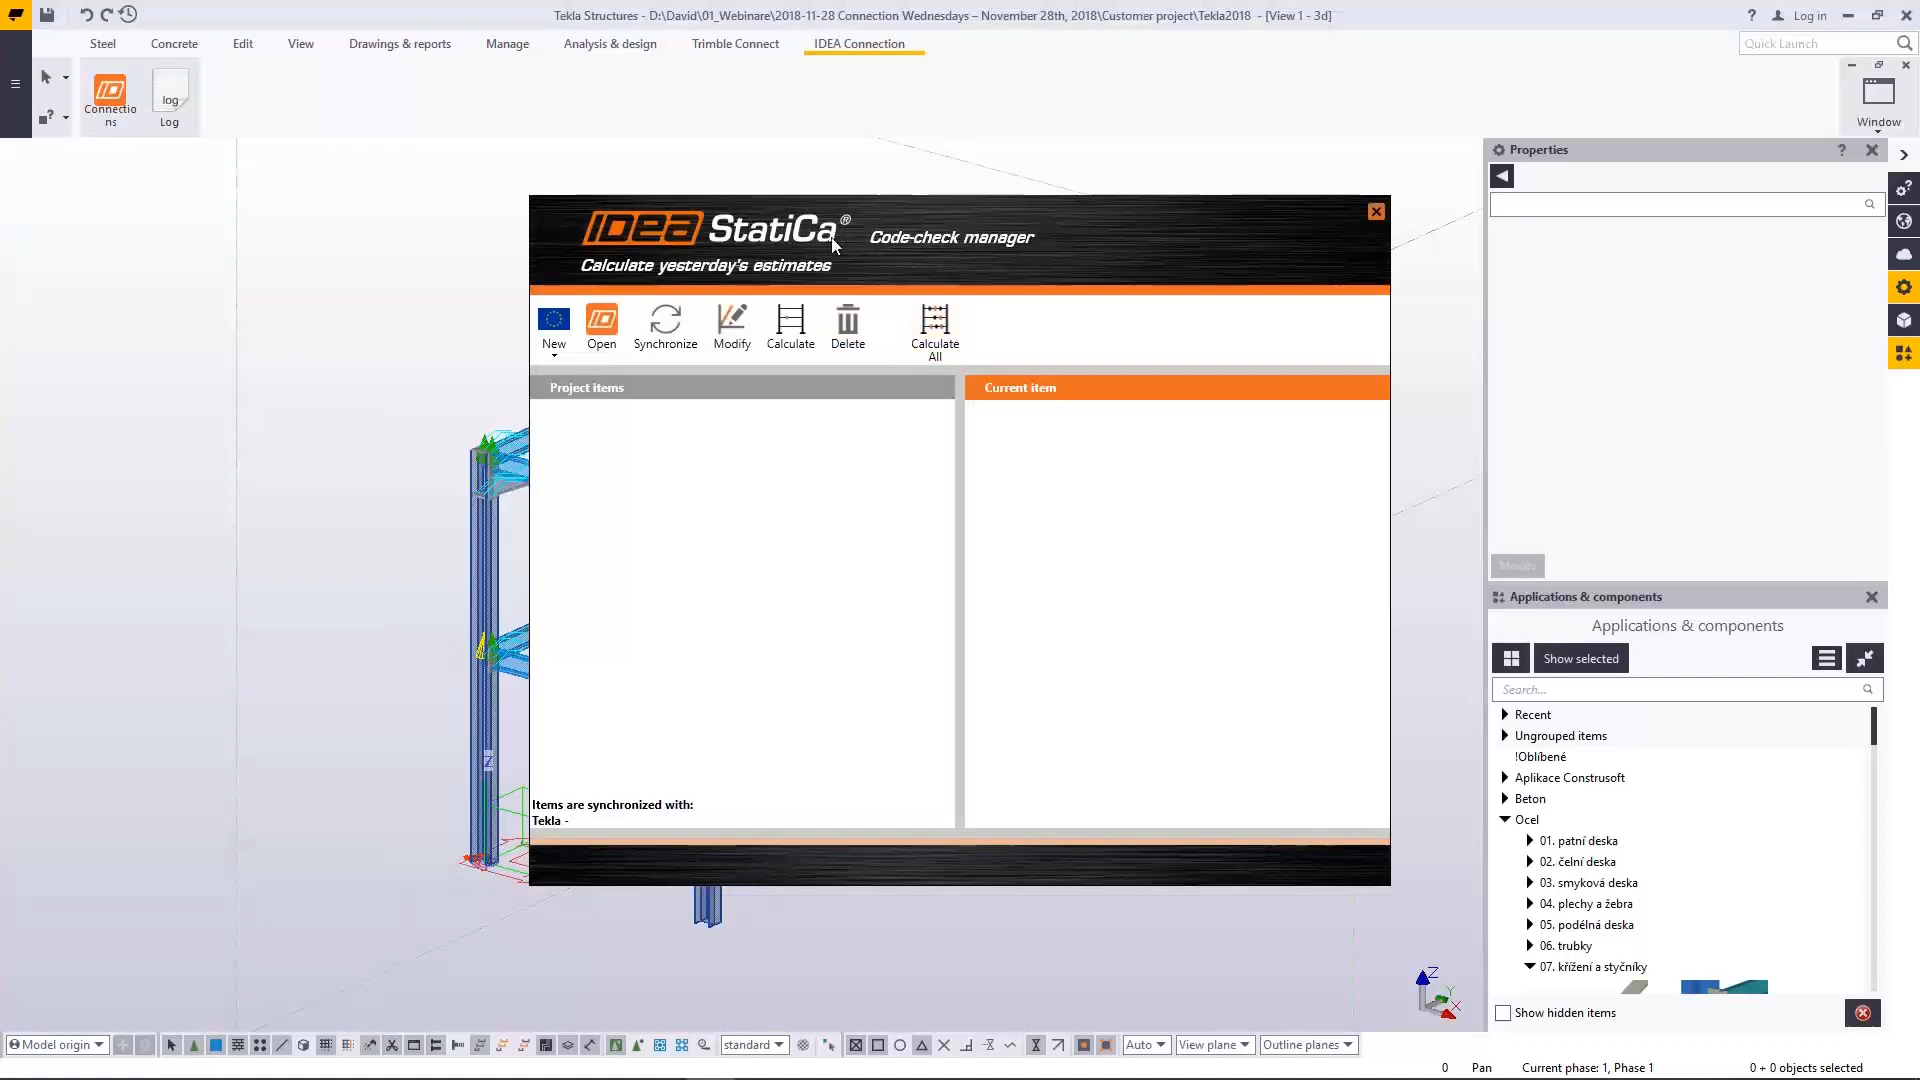 Tekla Structures - D:\David\01_Webinare\2018-11-28 Connection Wednesdays – November 28th, 2018\Customer project\Tekla2018 - [View 1 - 3d]
? Log in
Steel Concrete Edit View Drawings & reports Manage Analysis & design Trimble Connect IDEA Connection
Quick Launch
Connectio
ns
log
Log
Window
Properties
?
IDEA StatiCa®
Code-check manager
Calculate yesterday's estimates
New Open Synchronize Modify Calculate Delete Calculate
All
Project items
Current item
Items are synchronized with:
Tekla -
Modify
Applications & components
Applications & components
Show selected
Search...
Recent
Ungrouped items
!Oblíbené
Aplikace Construsoft
Beton
Ocel
01. patní deska
02. čelní deska
03. smyková deska
04. plechy a žebra
05. podélná deska
06. trubky
07. křížení a styčníky
Show hidden items
Z
Z
Y
X
Model origin
standard
Auto
View plane
Outline planes
0 Pan Current phase: 1, Phase 1 0 + 0 objects selected